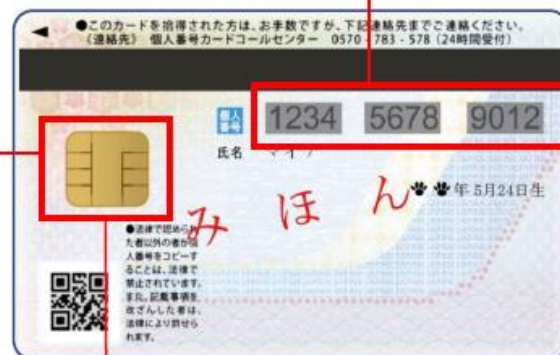 ●このカードを拾得された方は、お手数ですが、下記連絡先までご連絡ください。
《連絡先》 個人番号カードコールセンター 0570 - 783 - 578（24時間受付）
個人番号 1234 5678 9012
氏名
年 5月24日生
みほん
●法律で認められ
た者以外の者が個
人番号をコピーす
ることは、法律で
禁止されています。
また、記載事項を
改ざんした者は、
法律により罰せら
れます。